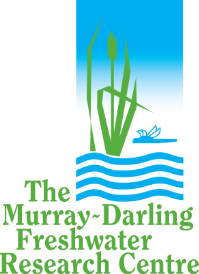 The
Murray~Darling
Freshwater
Research Centre